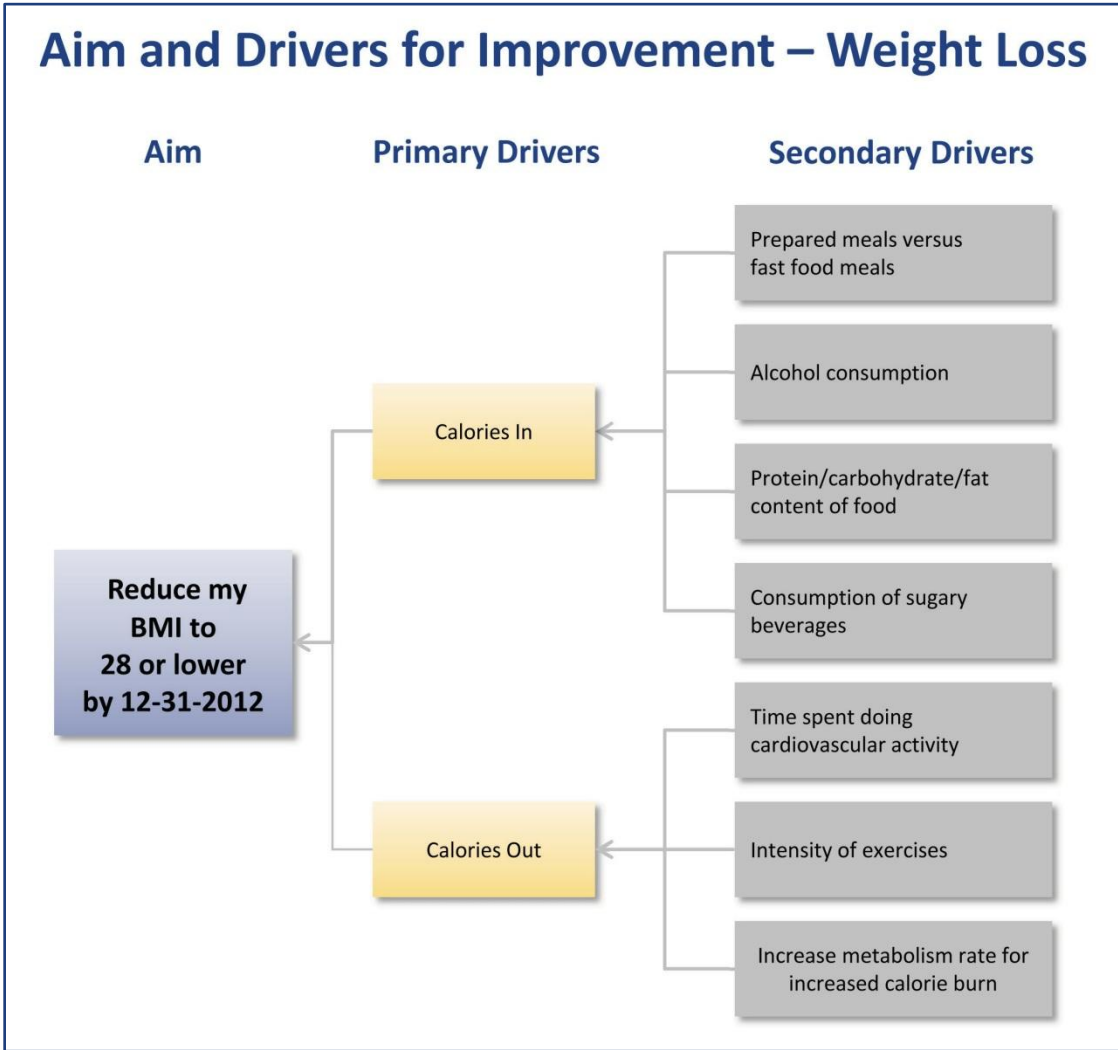 Aim and Drivers for Improvement – Weight Loss
Aim
Primary Drivers
Secondary Drivers
Reduce my
BMI to
28 or lower
by 12-31-2012
Calories In
Calories Out
Prepared meals versus
fast food meals
Alcohol consumption
Protein/carbohydrate/fat
content of food
Consumption of sugary
beverages
Time spent doing
cardiovascular activity
Intensity of exercises
Increase metabolism rate for
increased calorie burn